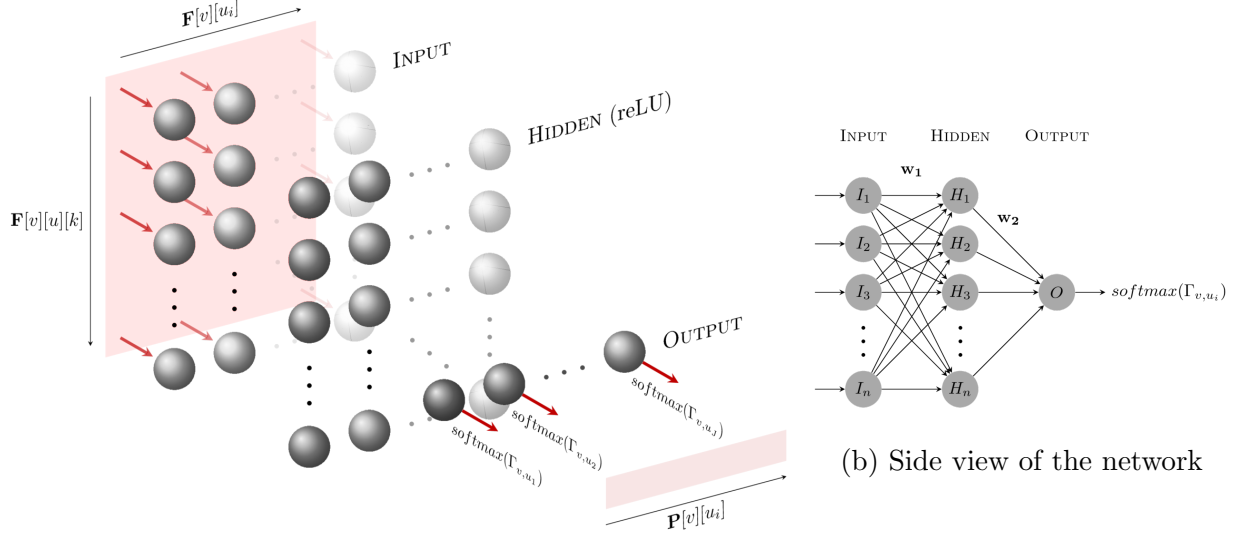 F[v][u_i]
INPUT
HIDDEN (reLU)
F[v][u][k]
OUTPUT
softmax(Γ_{v,u_1})
softmax(Γ_{v,u_2})
softmax(Γ_{v,u_J})
P[v][u_i]
INPUT HIDDEN OUTPUT
w_1
I_1 H_1
w_2
I_2 H_2
I_3 H_3 O softmax(Γ_{v,u_i})
I_n H_n
(b) Side view of the network